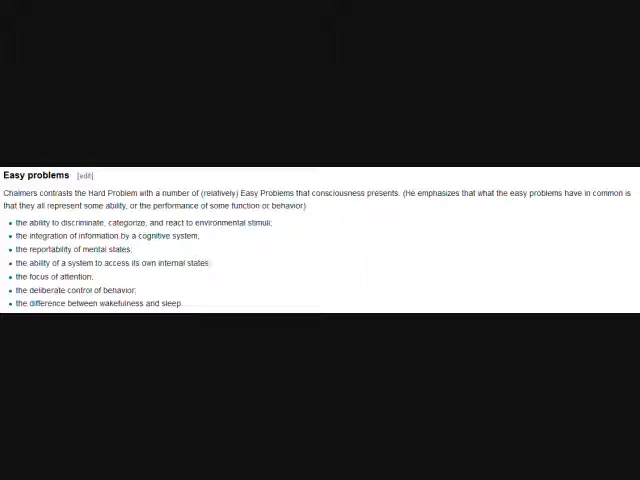 Easy problems [edit]
Chalmers contrasts the Hard Problem with a number of (relatively) Easy Problems that consciousness presents. (He emphasizes that what the easy problems have in common is
that they all represent some ability, or the performance of some function or behavior.)
• the ability to discriminate, categorize, and react to environmental stimuli;
• the integration of information by a cognitive system;
• the reportability of mental states;
• the ability of a system to access its own internal states;
• the focus of attention;
• the deliberate control of behavior;
• the difference between wakefulness and sleep.